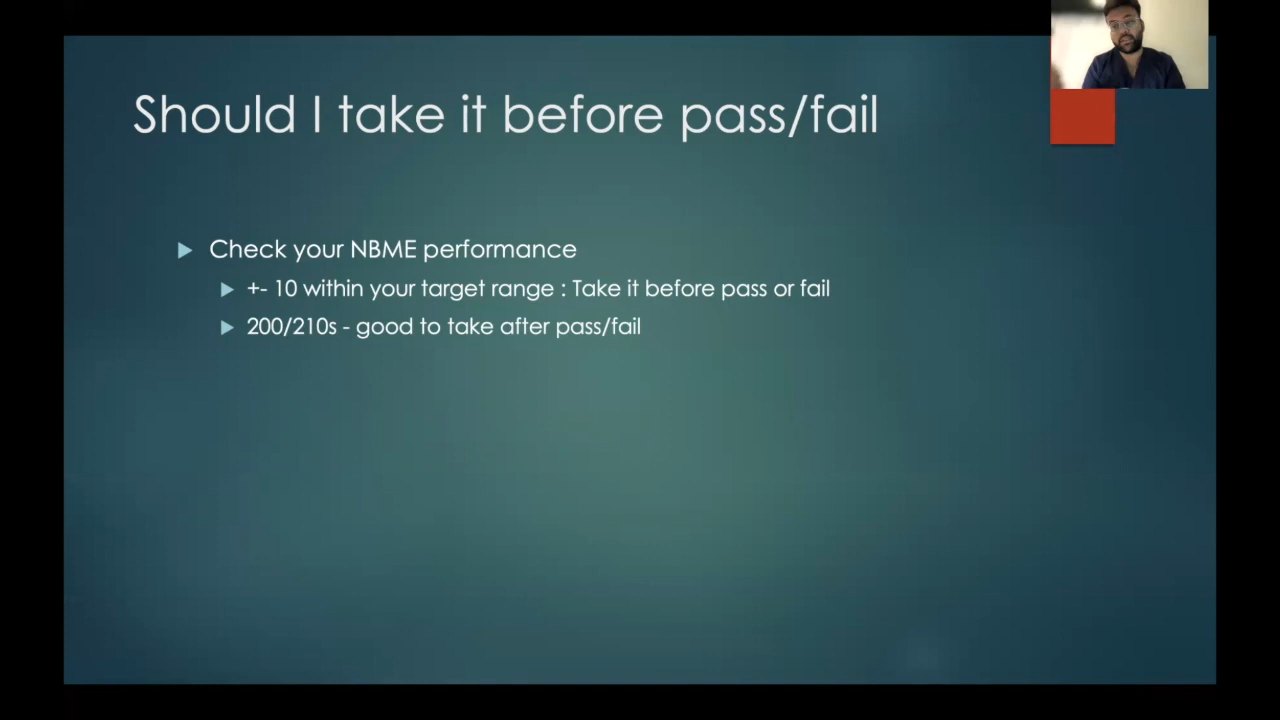 Should I take it before pass/fail
Check your NBME performance
+- 10 within your target range : Take it before pass or fail
200/210s - good to take after pass/fail